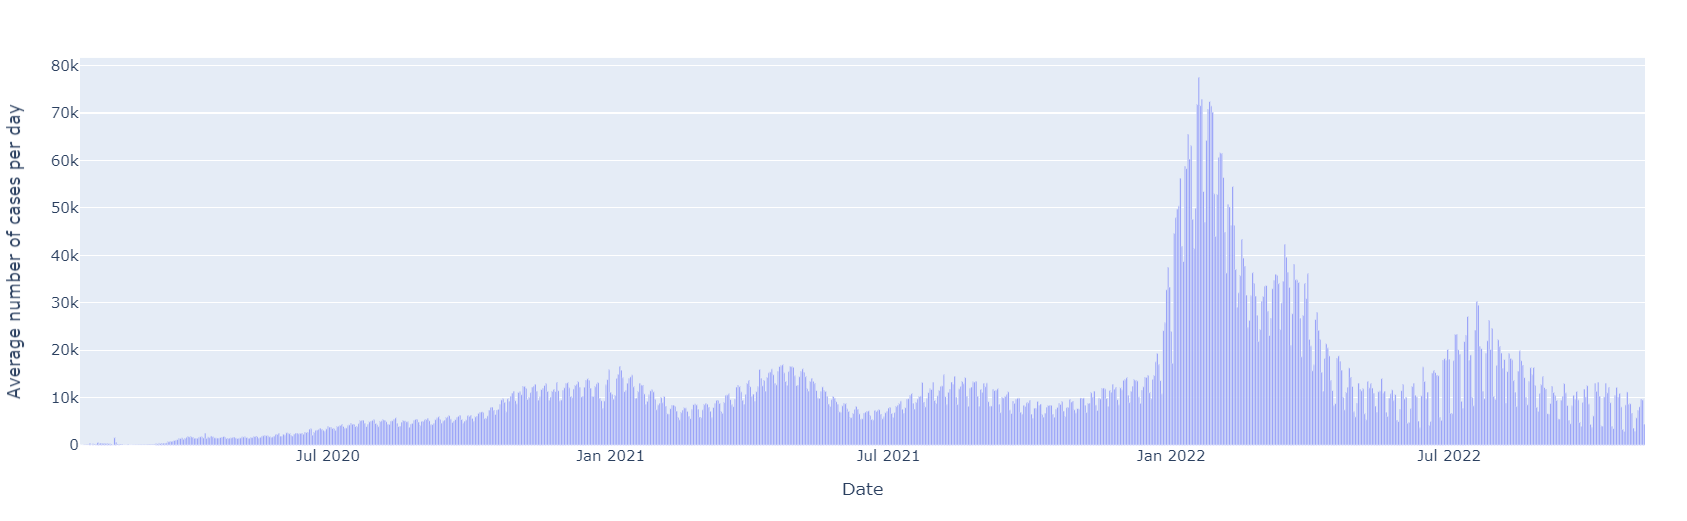 Average number of cases per day
80k
70k
60k
50k
40k
30k
20k
10k
0
Jul 2020
Jan 2021
Jul 2021
Jan 2022
Jul 2022
Date